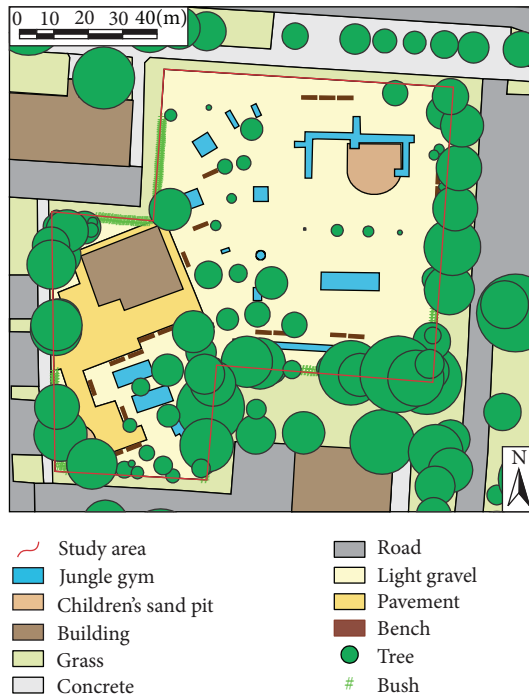 0 10 20 30 40(m)
N
Study area
Jungle gym
Children's sand pit
Building
Grass
Concrete
Road
Light gravel
Pavement
Bench
Tree
Bush